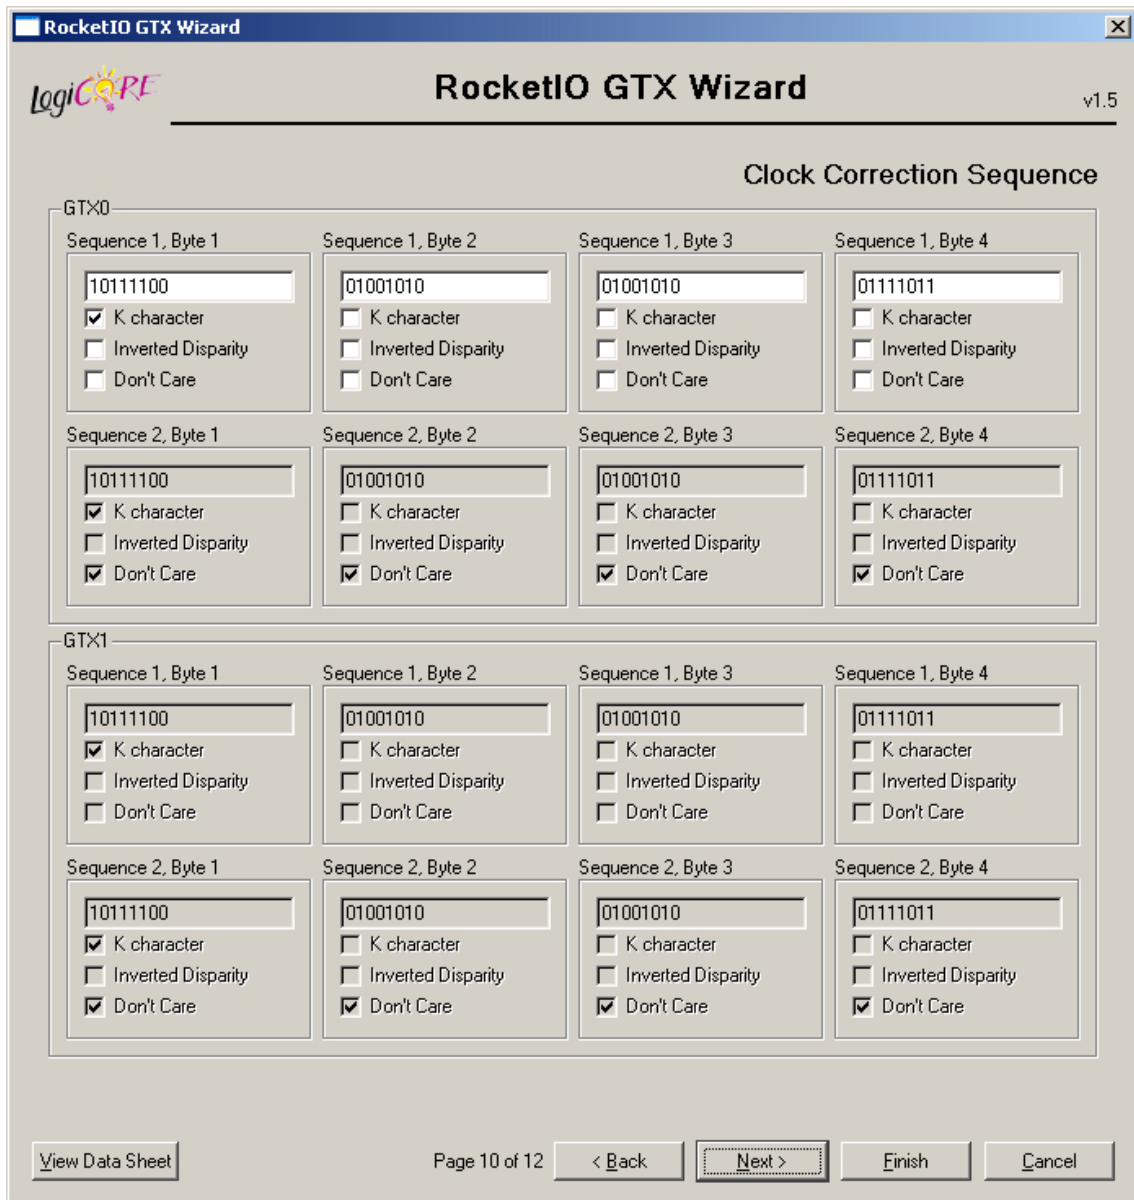 RocketIO GTX Wizard
LogiCORE
RocketIO GTX Wizard
v1.5
Clock Correction Sequence
GTX0
Sequence 1, Byte 1 Sequence 1, Byte 2 Sequence 1, Byte 3 Sequence 1, Byte 4
10111100 01001010 01001010 01111011
K character K character K character K character
Inverted Disparity Inverted Disparity Inverted Disparity Inverted Disparity
Don't Care Don't Care Don't Care Don't Care
Sequence 2, Byte 1 Sequence 2, Byte 2 Sequence 2, Byte 3 Sequence 2, Byte 4
10111100 01001010 01001010 01111011
K character K character K character K character
Inverted Disparity Inverted Disparity Inverted Disparity Inverted Disparity
Don't Care Don't Care Don't Care Don't Care
GTX1
Sequence 1, Byte 1 Sequence 1, Byte 2 Sequence 1, Byte 3 Sequence 1, Byte 4
10111100 01001010 01001010 01111011
K character K character K character K character
Inverted Disparity Inverted Disparity Inverted Disparity Inverted Disparity
Don't Care Don't Care Don't Care Don't Care
Sequence 2, Byte 1 Sequence 2, Byte 2 Sequence 2, Byte 3 Sequence 2, Byte 4
10111100 01001010 01001010 01111011
K character K character K character K character
Inverted Disparity Inverted Disparity Inverted Disparity Inverted Disparity
Don't Care Don't Care Don't Care Don't Care
View Data Sheet Page 10 of 12 < Back Next > Finish Cancel